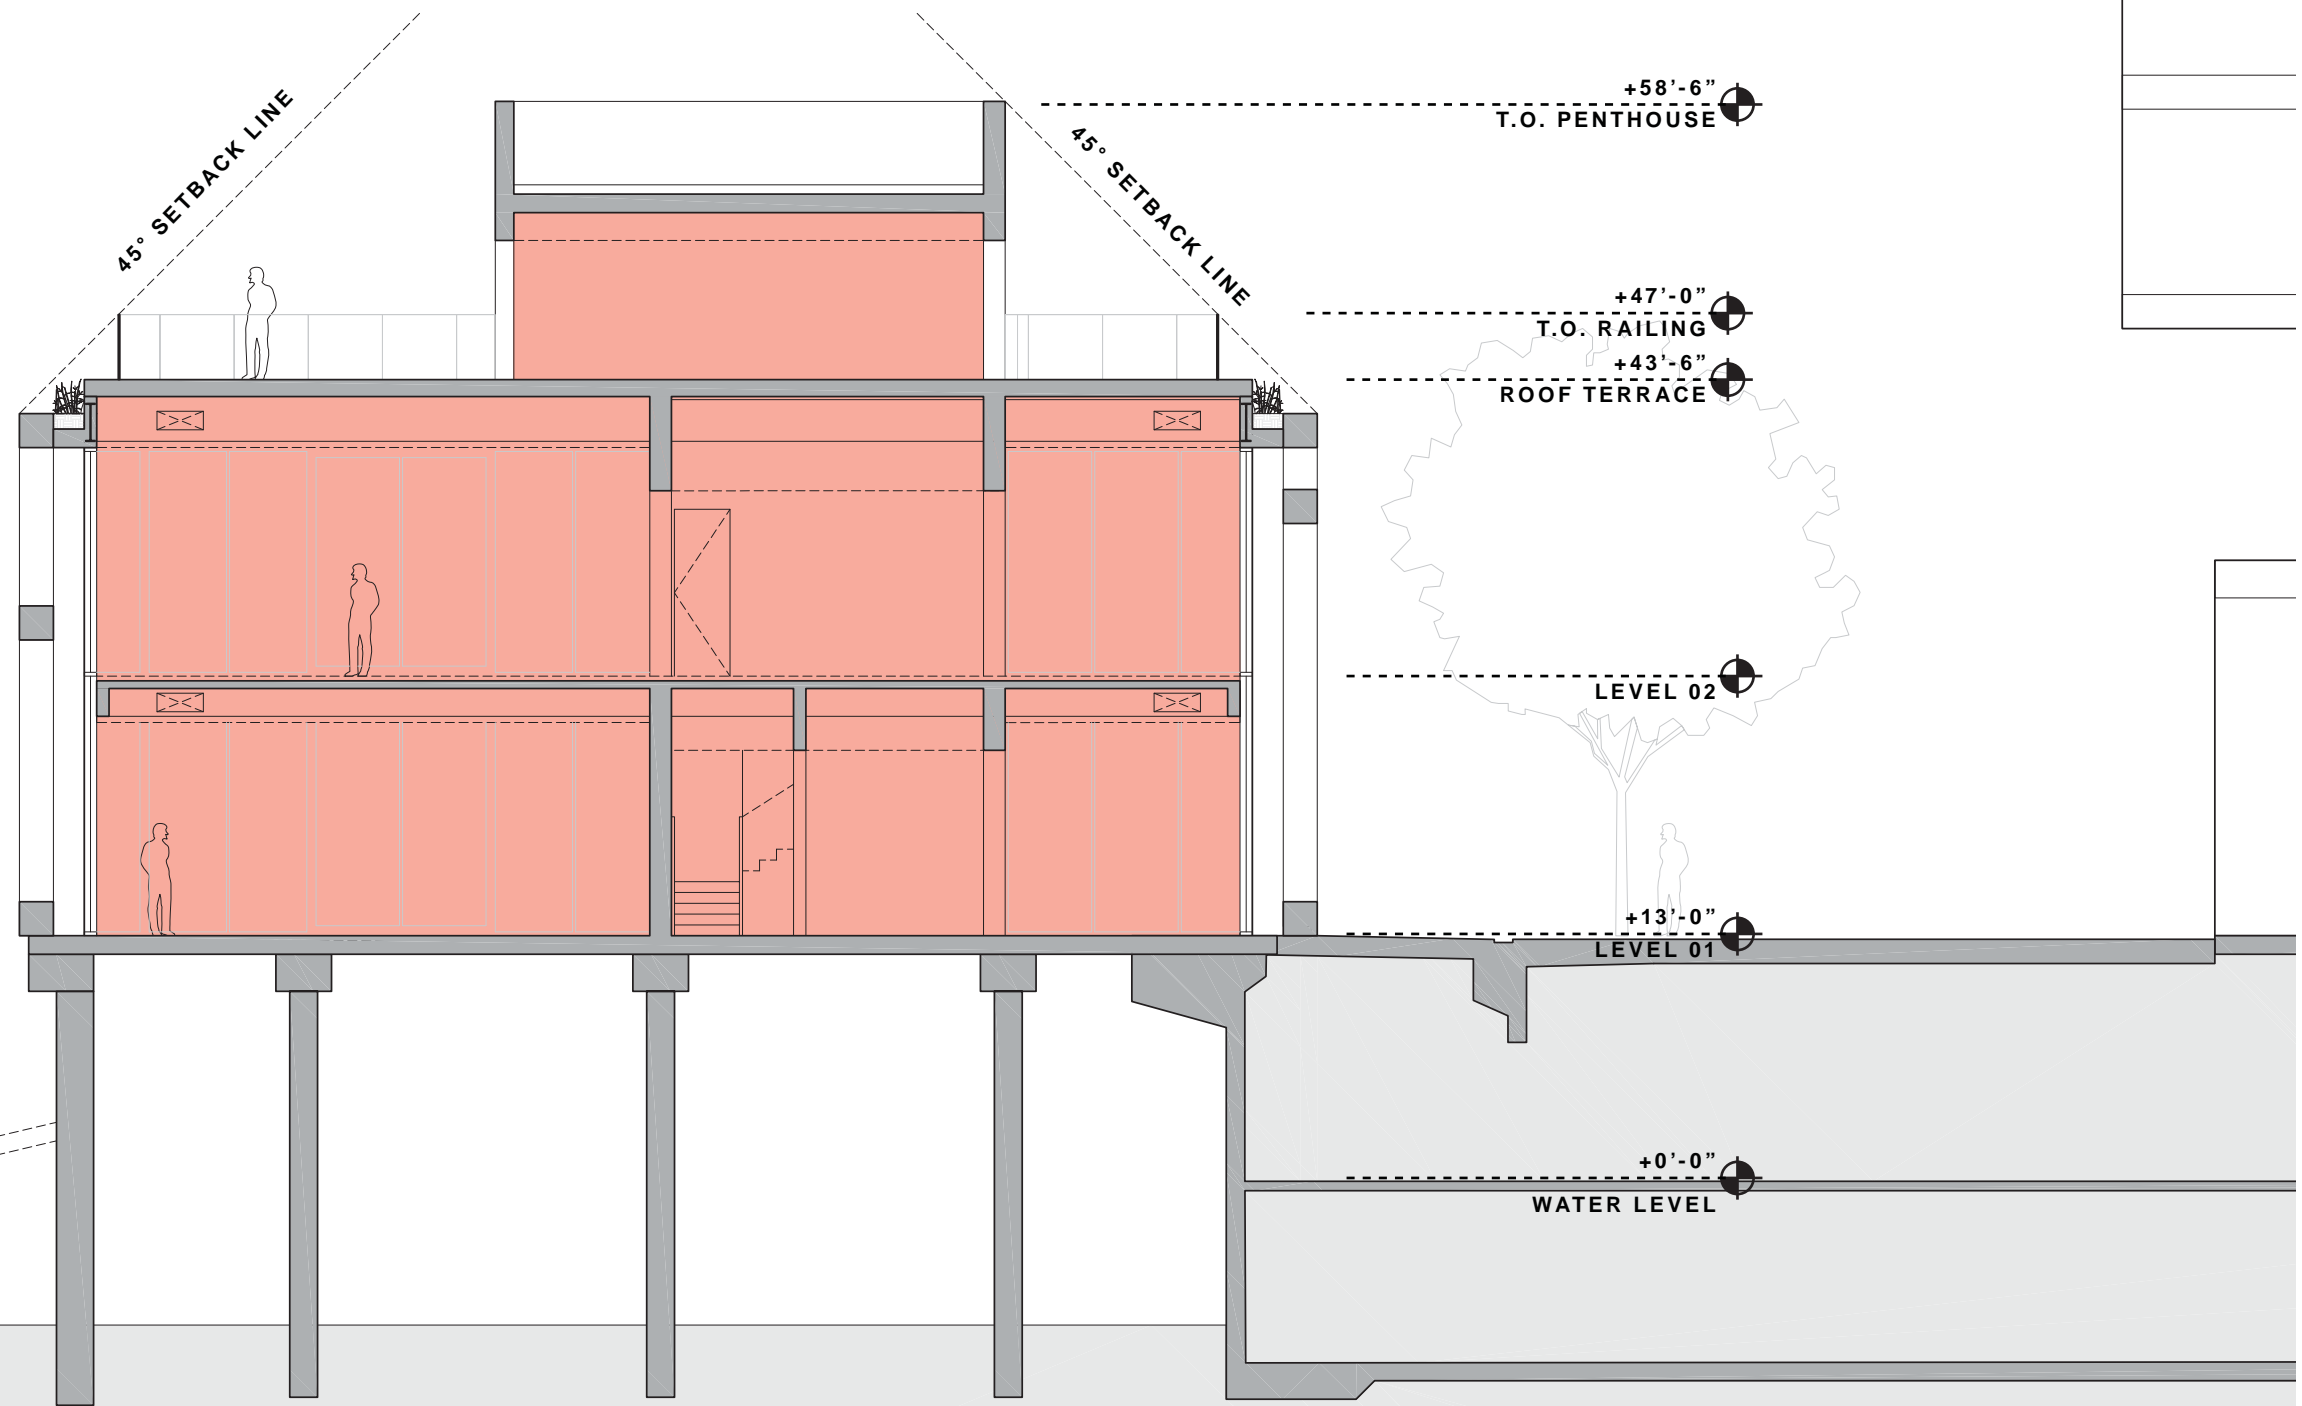 45° SETBACK LINE
45° SETBACK LINE
+58’-6”
T.O. PENTHOUSE
+47’-0”
T.O. RAILING
+43’-6”
ROOF TERRACE
LEVEL 02
+13’-0”
LEVEL 01
+0’-0”
WATER LEVEL